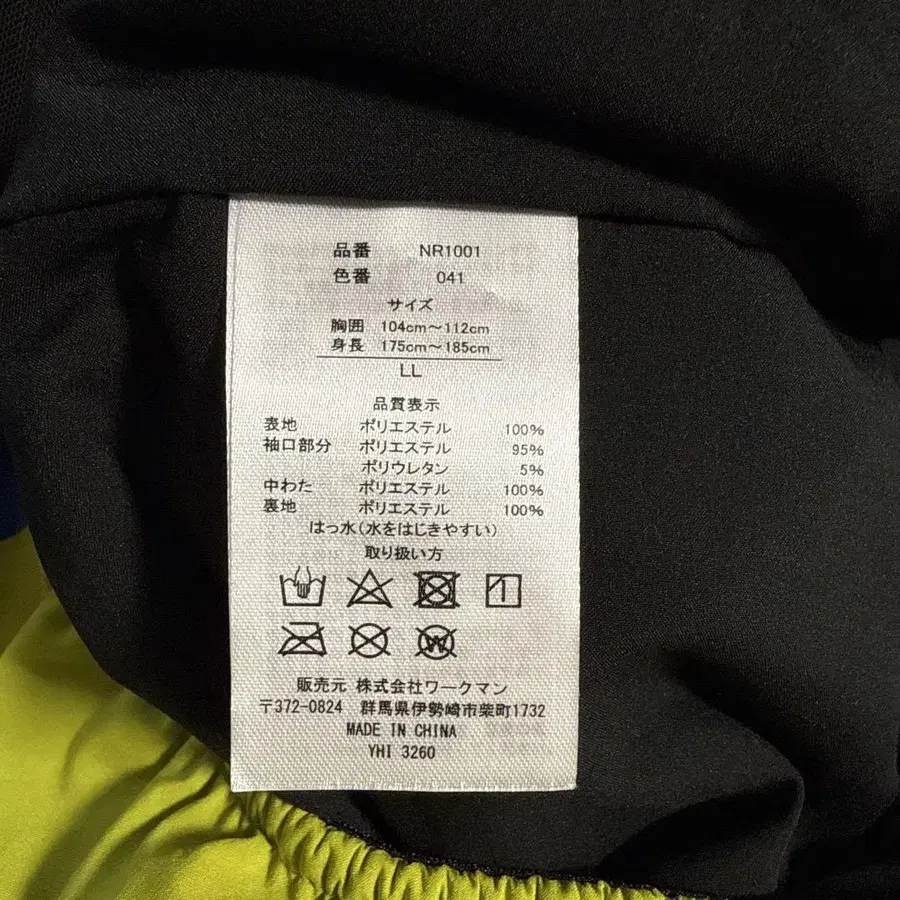 品番 NR1001
色番 041
サイズ
胸囲 104cm～112cm
身長 175cm～185cm
LL
品質表示
表地 ポリエステル 100%
袖口部分 ポリエステル 95%
ポリウレタン 5%
中わた ポリエステル 100%
裏地 ポリエステル 100%
はっ水(水をはじきやすい)
取り扱い方
W
販売元 株式会社ワークマン
〒372-0824 群馬県伊勢崎市柴町1732
MADE IN CHINA
YHI 3260